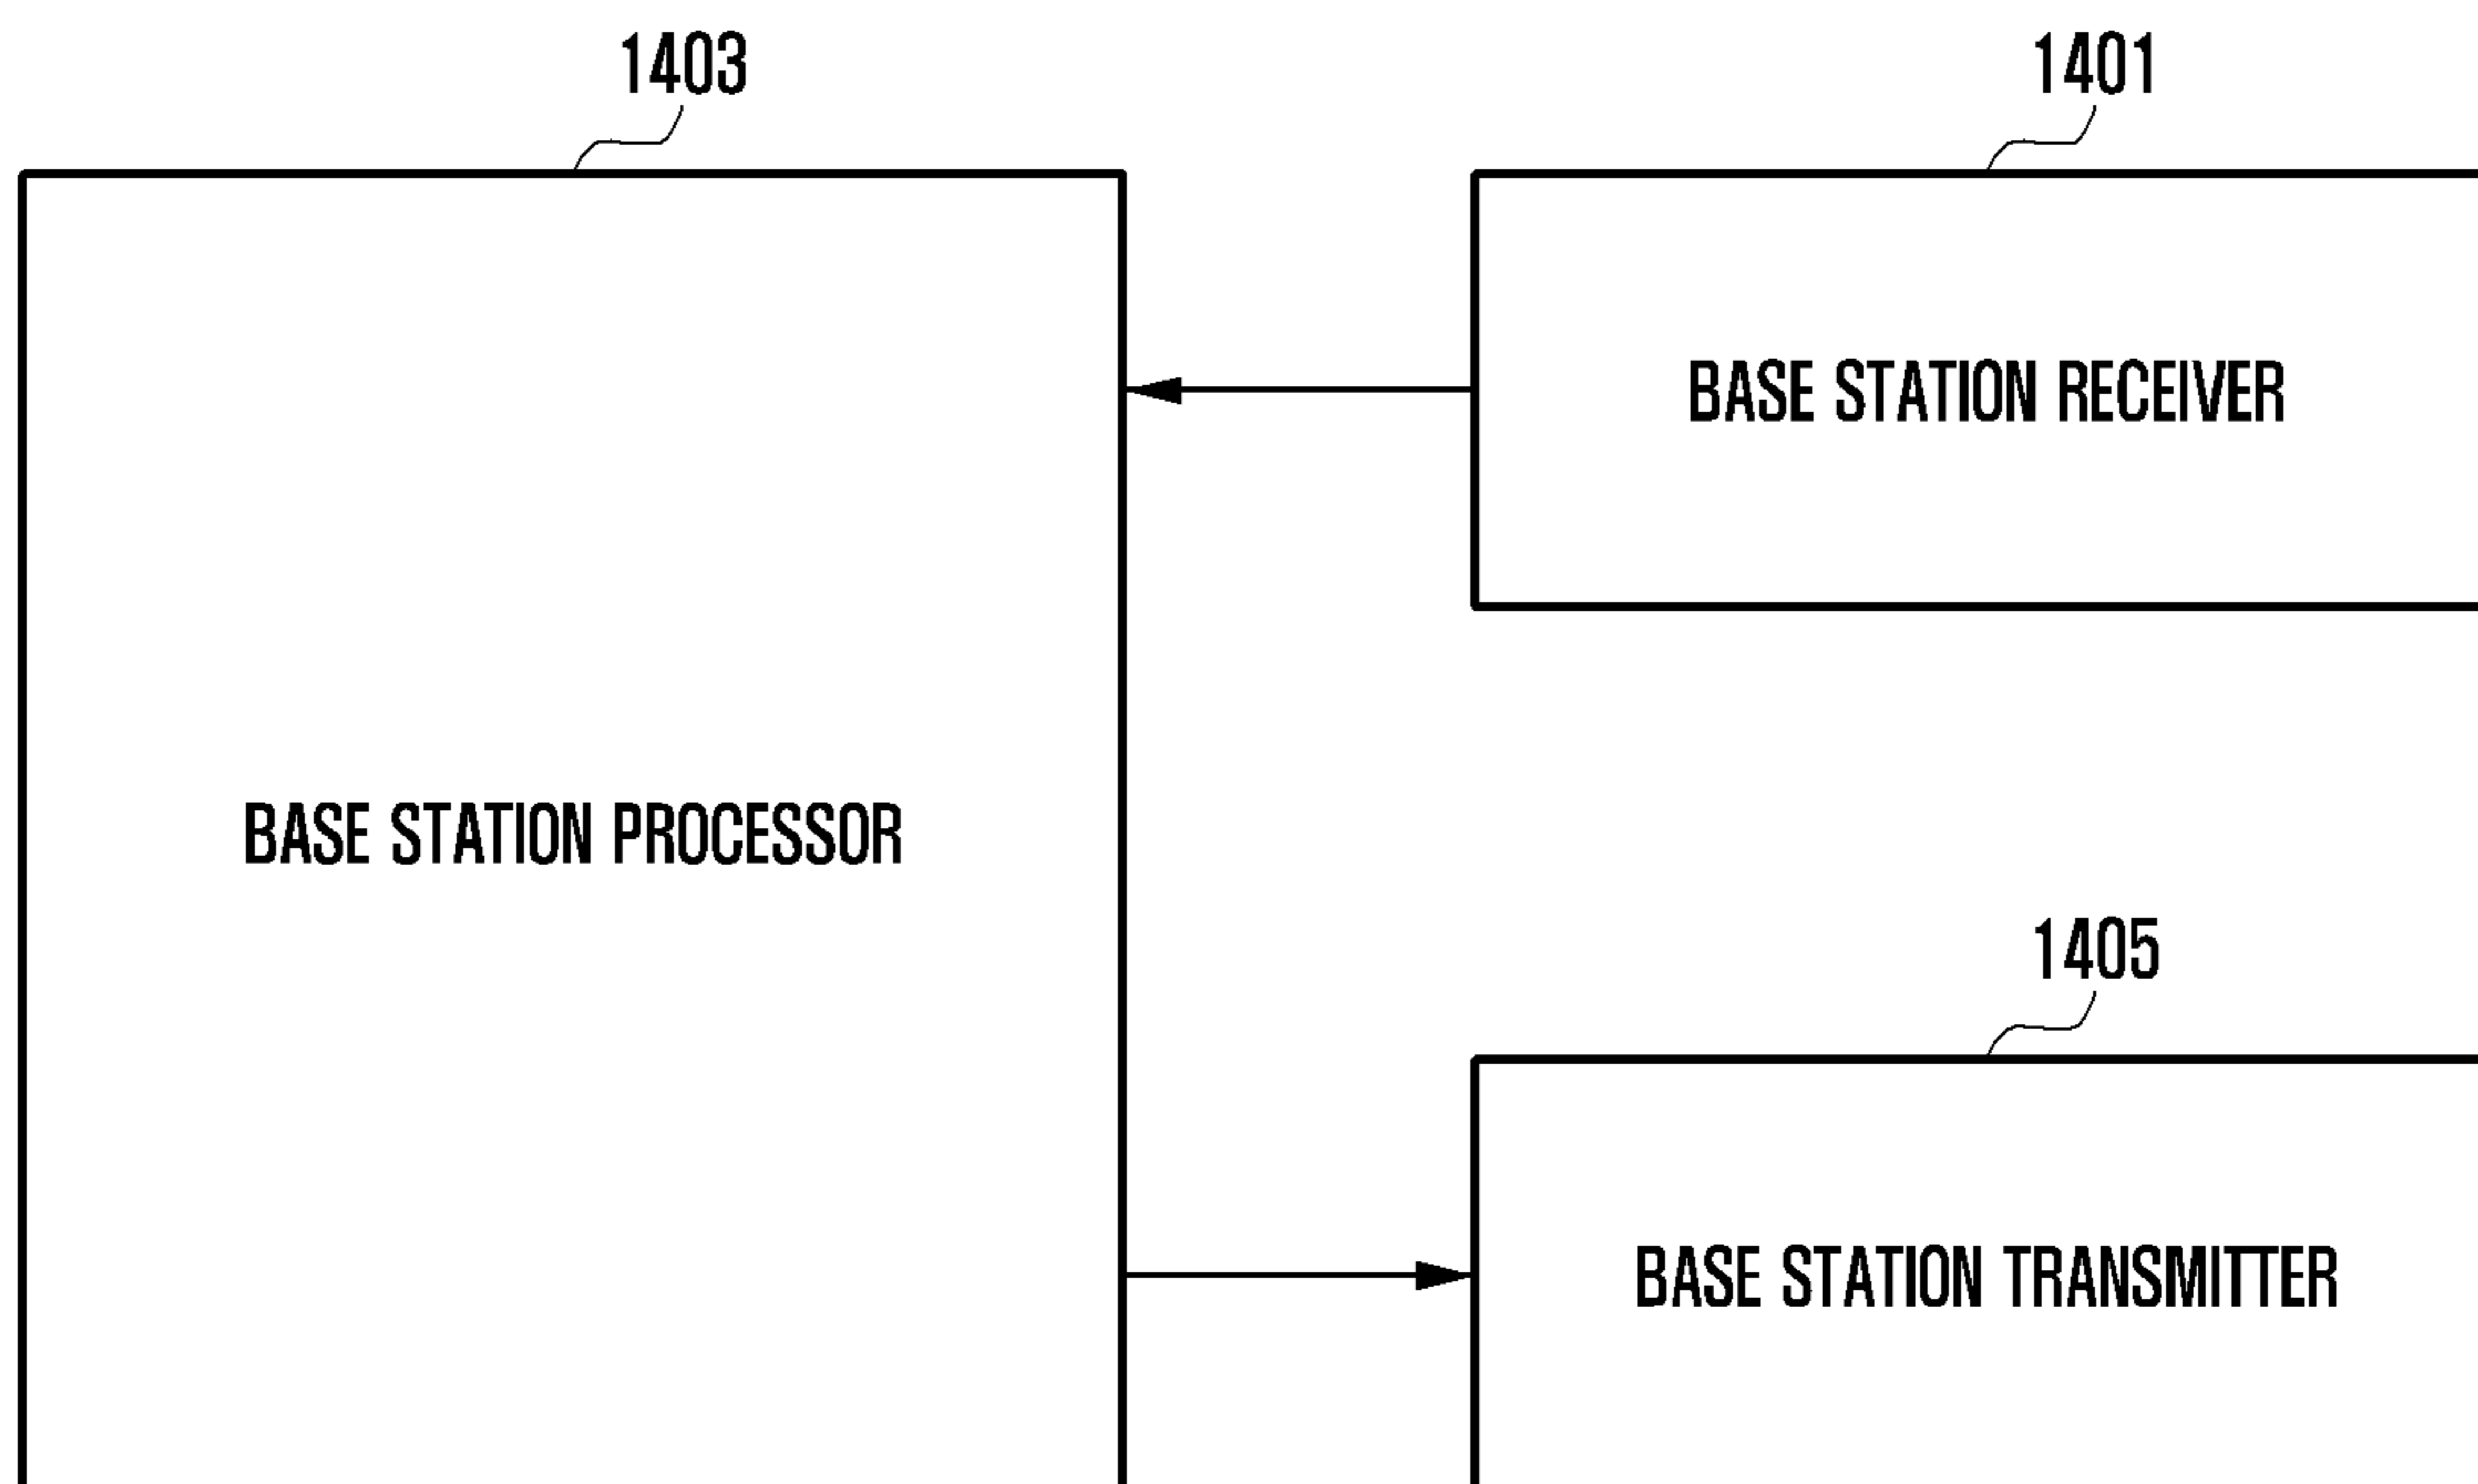 1403
1401
BASE STATION RECEIVER
BASE STATION PROCESSOR
1405
BASE STATION TRANSMITTER